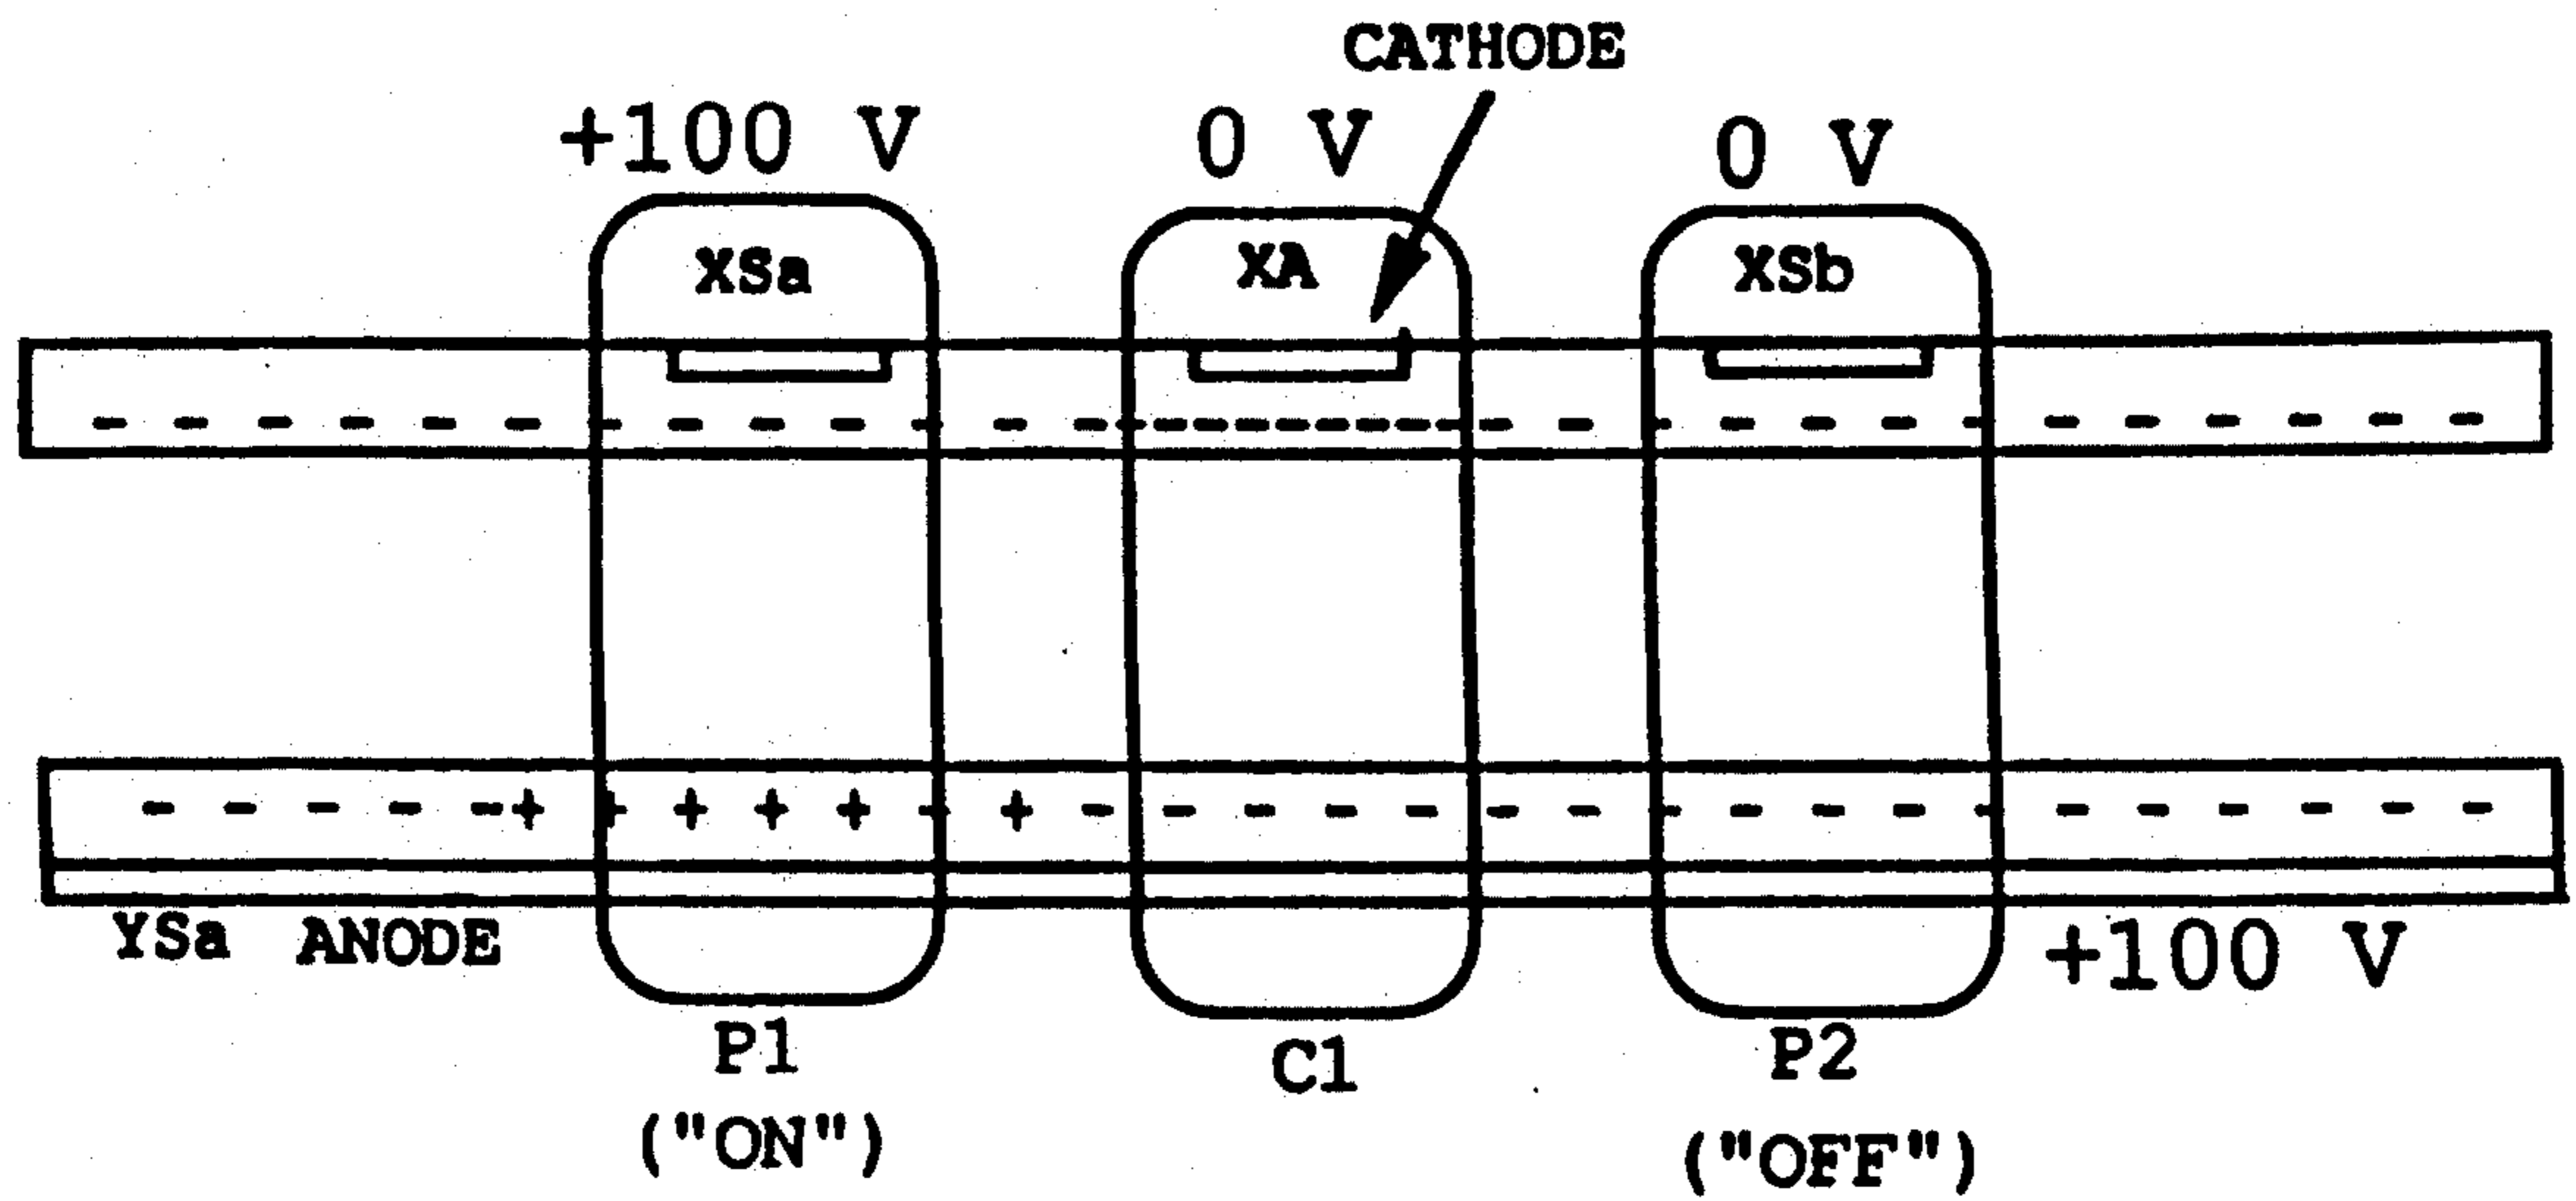 CATHODE
+100 V
0 V
0 V
XSa
XA
XSb
YSa ANODE
+100 V
P1
C1
P2
("ON")
("OFF")